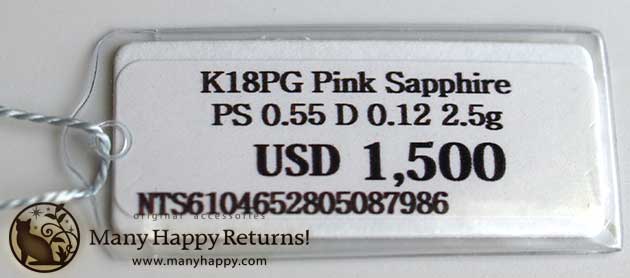 K18PG Pink Sapphire
PS 0.55 D 0.12 2.5g
USD 1,500
NTS6104652805087986
original accessories
Many Happy Returns!
www.manyhappy.com